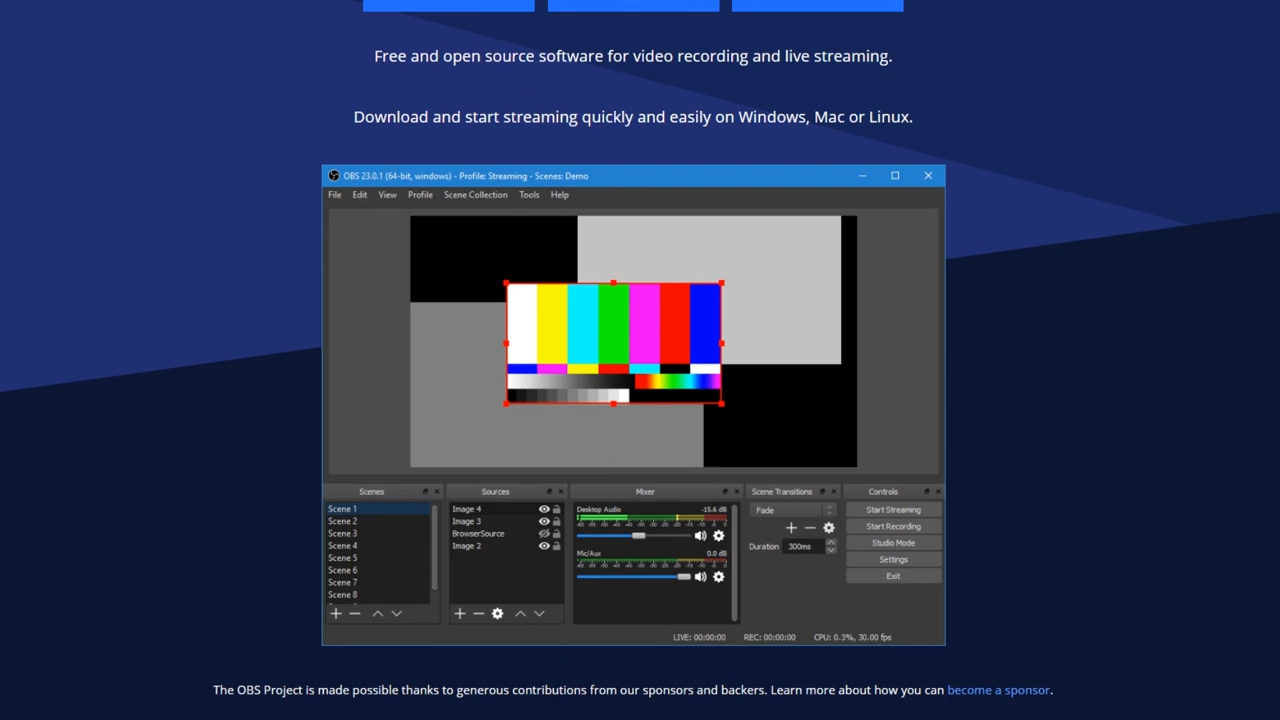 Free and open source software for video recording and live streaming.
Download and start streaming quickly and easily on Windows, Mac or Linux.
OBS 23.0.1 (64-bit, windows) - Profile: Streaming - Scenes: Demo
File Edit View Profile Scene Collection Tools Help
Scenes Sources Mixer Scene Transitions Controls
Scene 1
Scene 2
Scene 3
Scene 4
Scene 5
Scene 6
Scene 7
Scene 8
Image 4
Image 3
BrowserSource
Image 2
Desktop Audio -15.6 dB
Mic/Aux 0.0 dB
Fade
Duration 300ms
Start Streaming
Start Recording
Studio Mode
Settings
Exit
LIVE: 00:00:00 REC: 00:00:00 CPU: 0.3%, 30.00 fps
The OBS Project is made possible thanks to generous contributions from our sponsors and backers. Learn more about how you can become a sponsor.